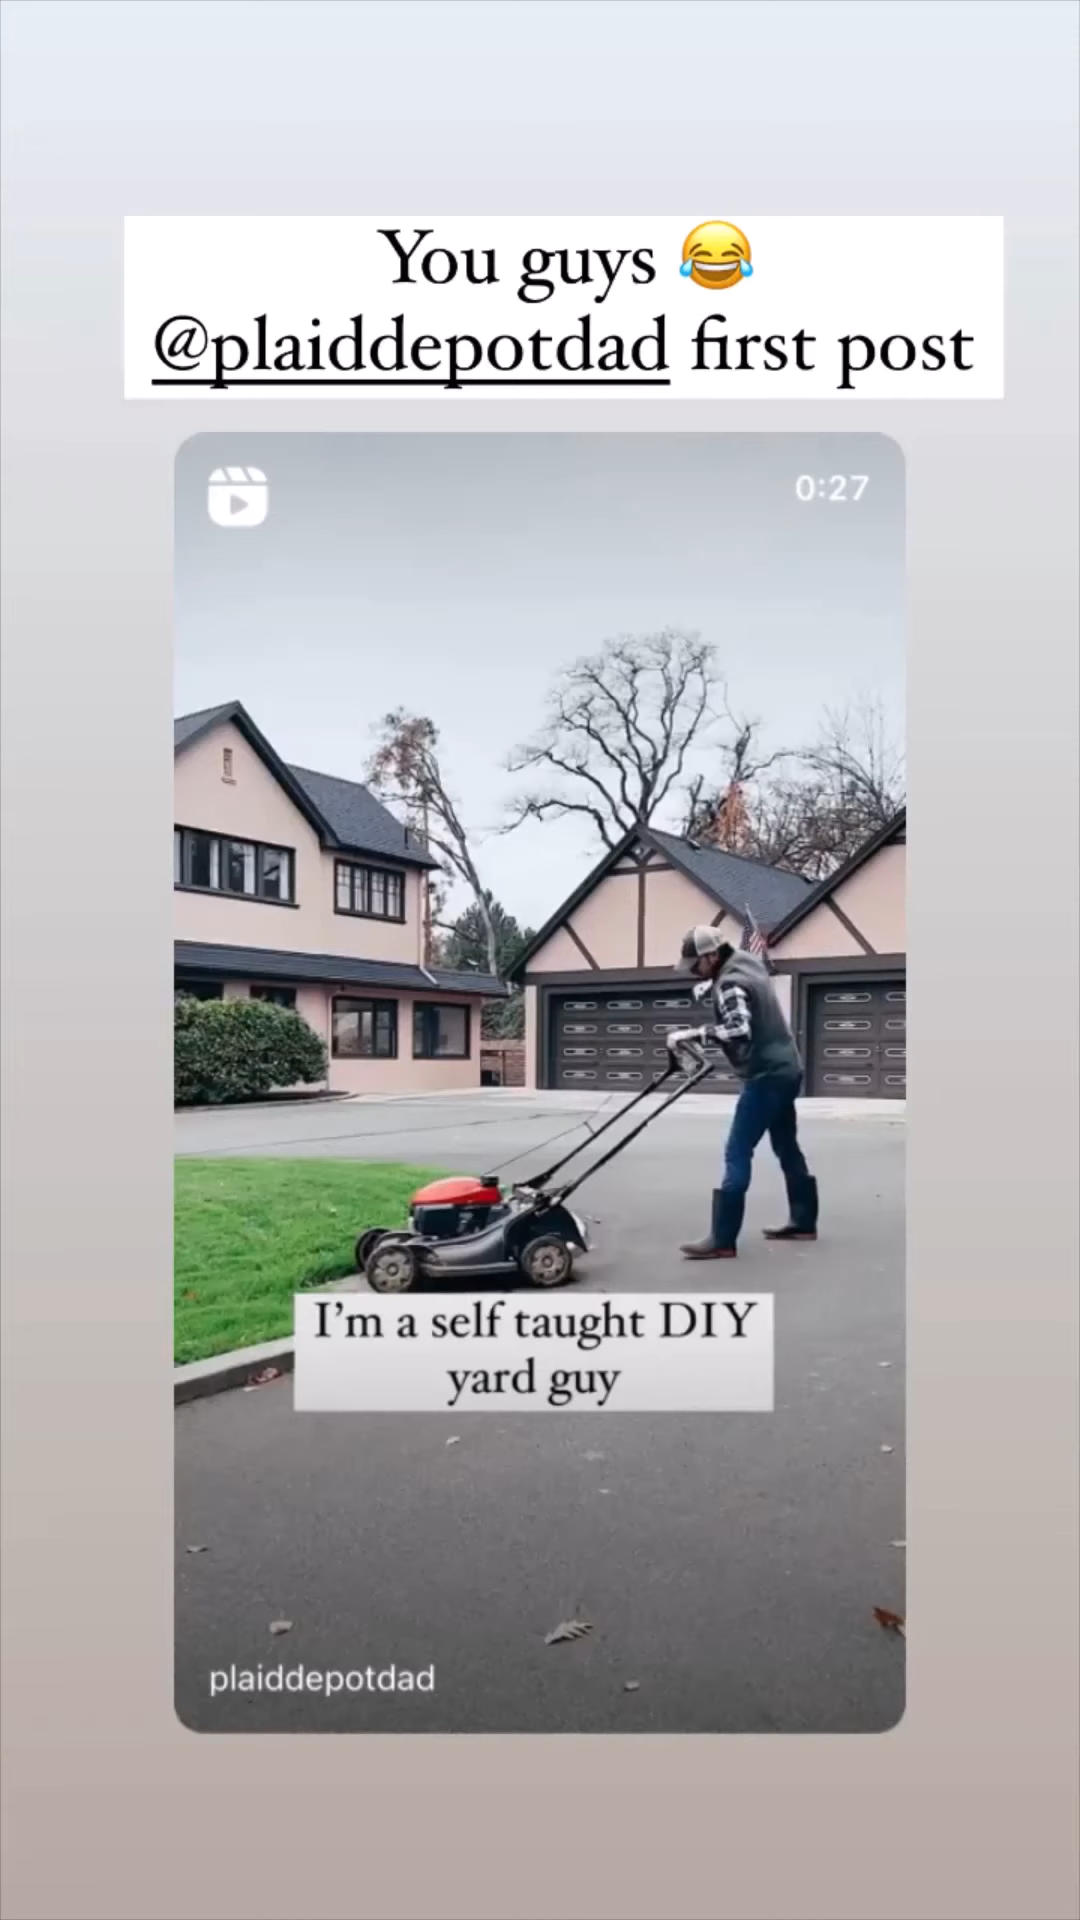 You guys 😂
@plaiddepotdad first post
0:27
I'm a self taught DIY
yard guy
plaiddepotdad